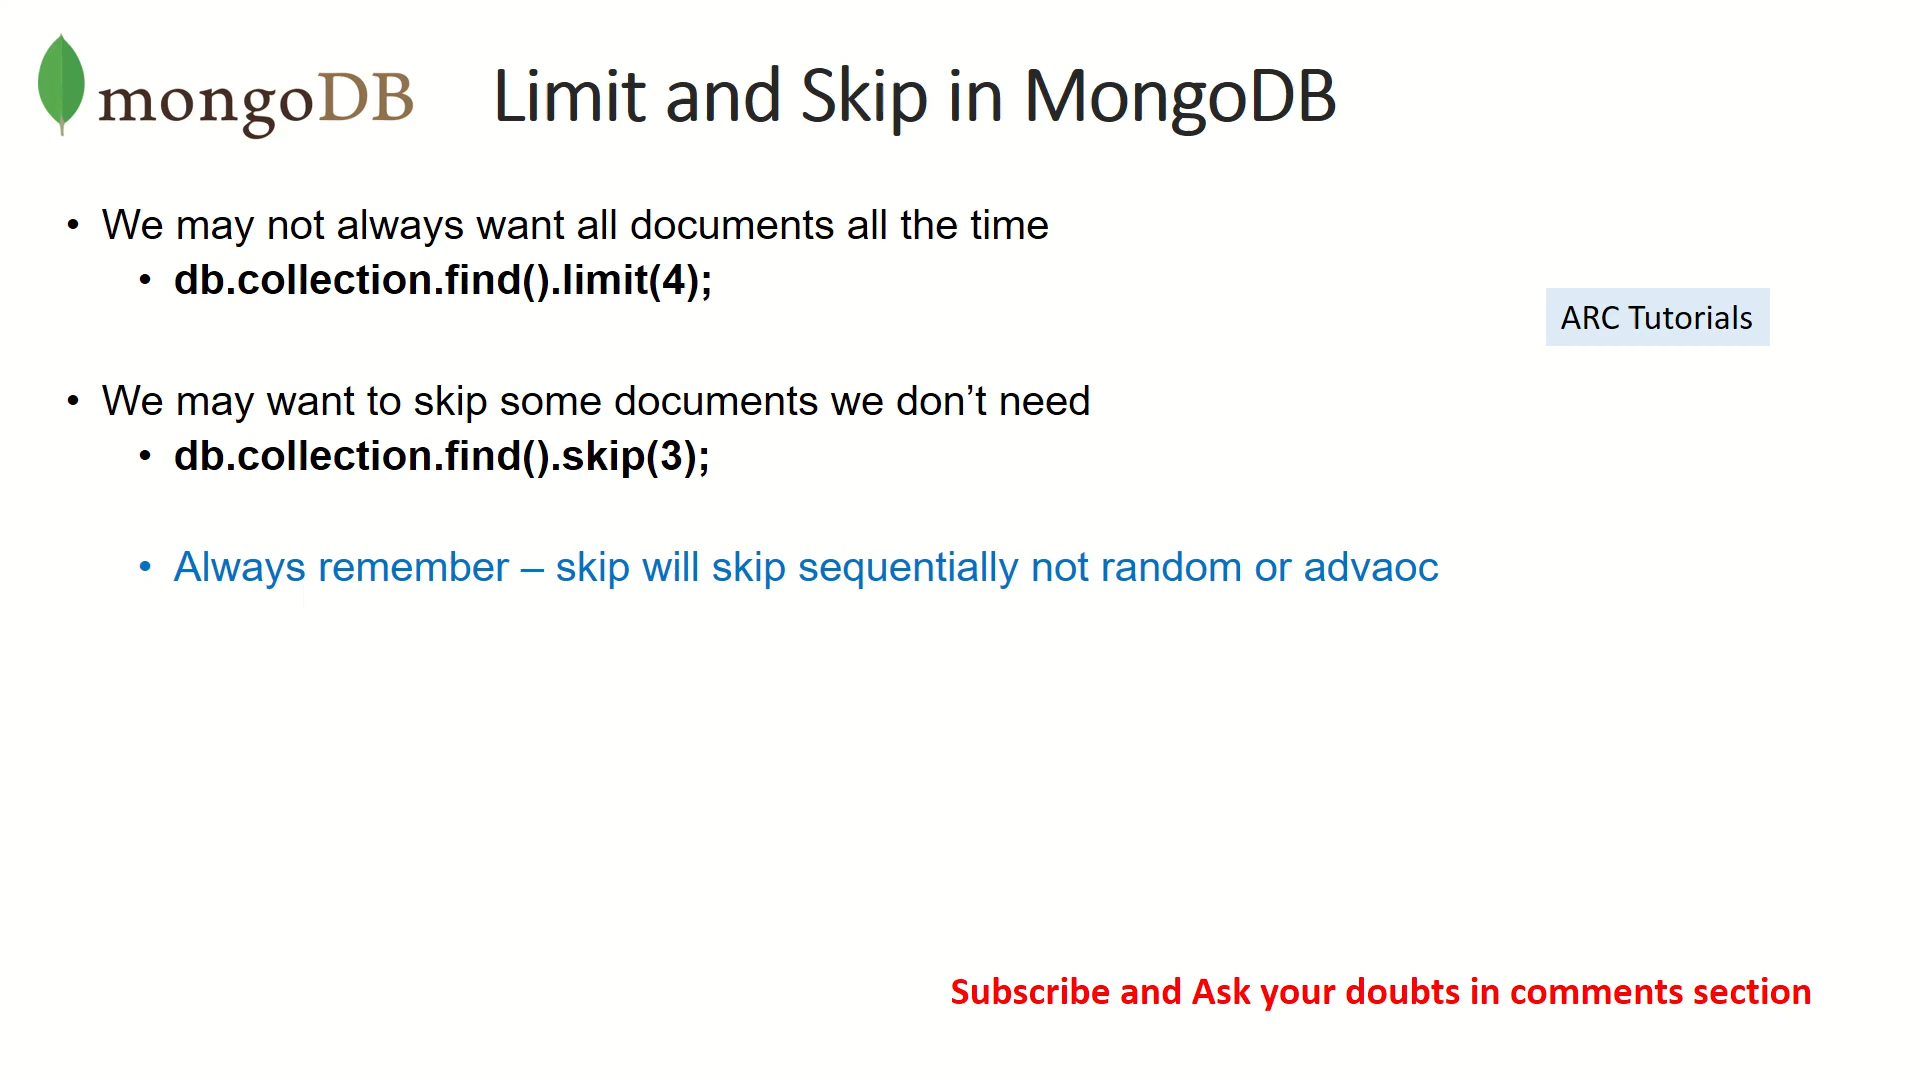 mongoDB
Limit and Skip in MongoDB
• We may not always want all documents all the time
• db.collection.find().limit(4);
ARC Tutorials
• We may want to skip some documents we don’t need
• db.collection.find().skip(3);
• Always remember – skip will skip sequentially not random or advaoc
Subscribe and Ask your doubts in comments section